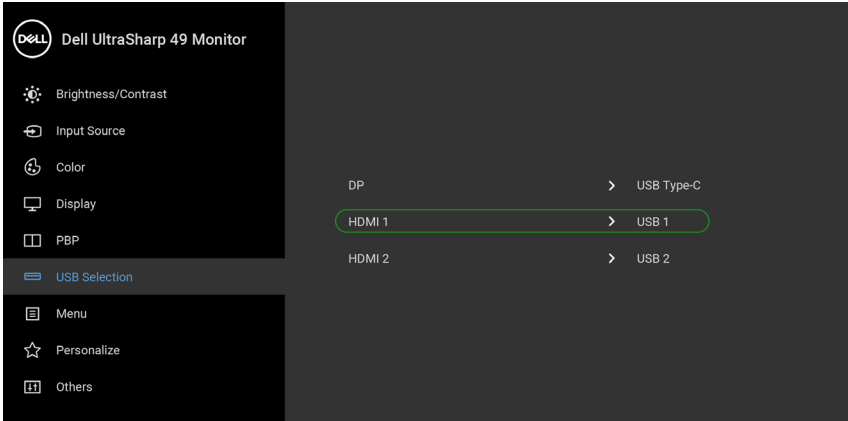 DELL Dell UltraSharp 49 Monitor
Brightness/Contrast
Input Source
Color
Display
PBP
USB Selection
Menu
Personalize
Others
DP USB Type-C
HDMI 1 USB 1
HDMI 2 USB 2